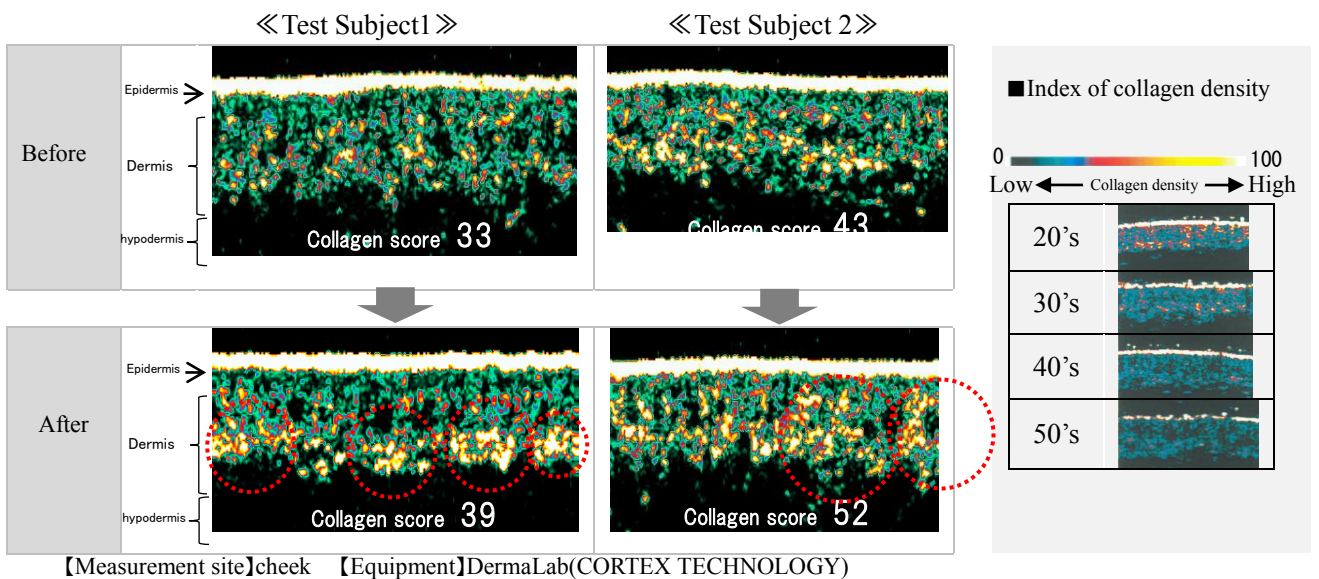 ≪Test Subject1≫
≪Test Subject 2≫
Before
Epidermis
Dermis
hypodermis
Collagen score 33
Collagen score 43
After
Epidermis
Dermis
hypodermis
Collagen score 39
Collagen score 52
【Measurement site】cheek 【Equipment】DermaLab(CORTEX TECHNOLOGY)
■Index of collagen density
0 100
Low Collagen density High
20’s
30’s
40’s
50’s